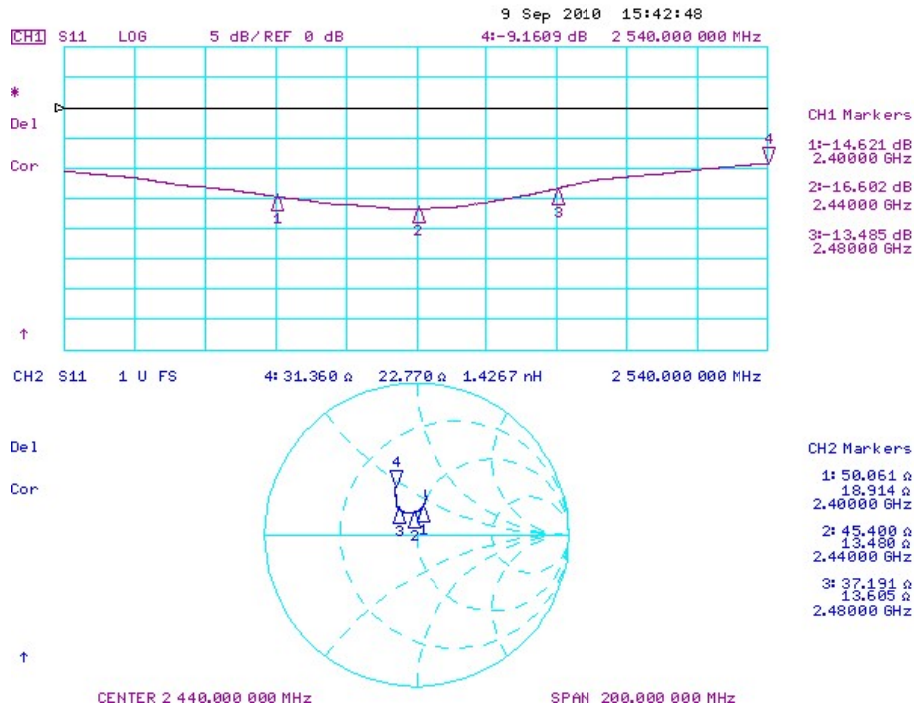 9 Sep 2010 15:42:48
CH1 S11 LOG 5 dB/REF 0 dB 4:-9.1609 dB 2 540.000 000 MHz
*
Del
Cor
CH1 Markers
1:-14.621 dB
2.40000 GHz
2:-16.602 dB
2.44000 GHz
3:-13.485 dB
2.48000 GHz
1
2
3
4
↑
CH2 S11 1 U FS 4: 31.360 Ω 22.770 Ω 1.4267 nH 2 540.000 000 MHz
Del
Cor
CH2 Markers
1: 50.061 Ω
18.914 Ω
2.40000 GHz
2: 45.400 Ω
13.480 Ω
2.44000 GHz
3: 37.191 Ω
13.605 Ω
2.48000 GHz
4
3
2
1
↑
CENTER 2 440.000 000 MHz SPAN 200.000 000 MHz